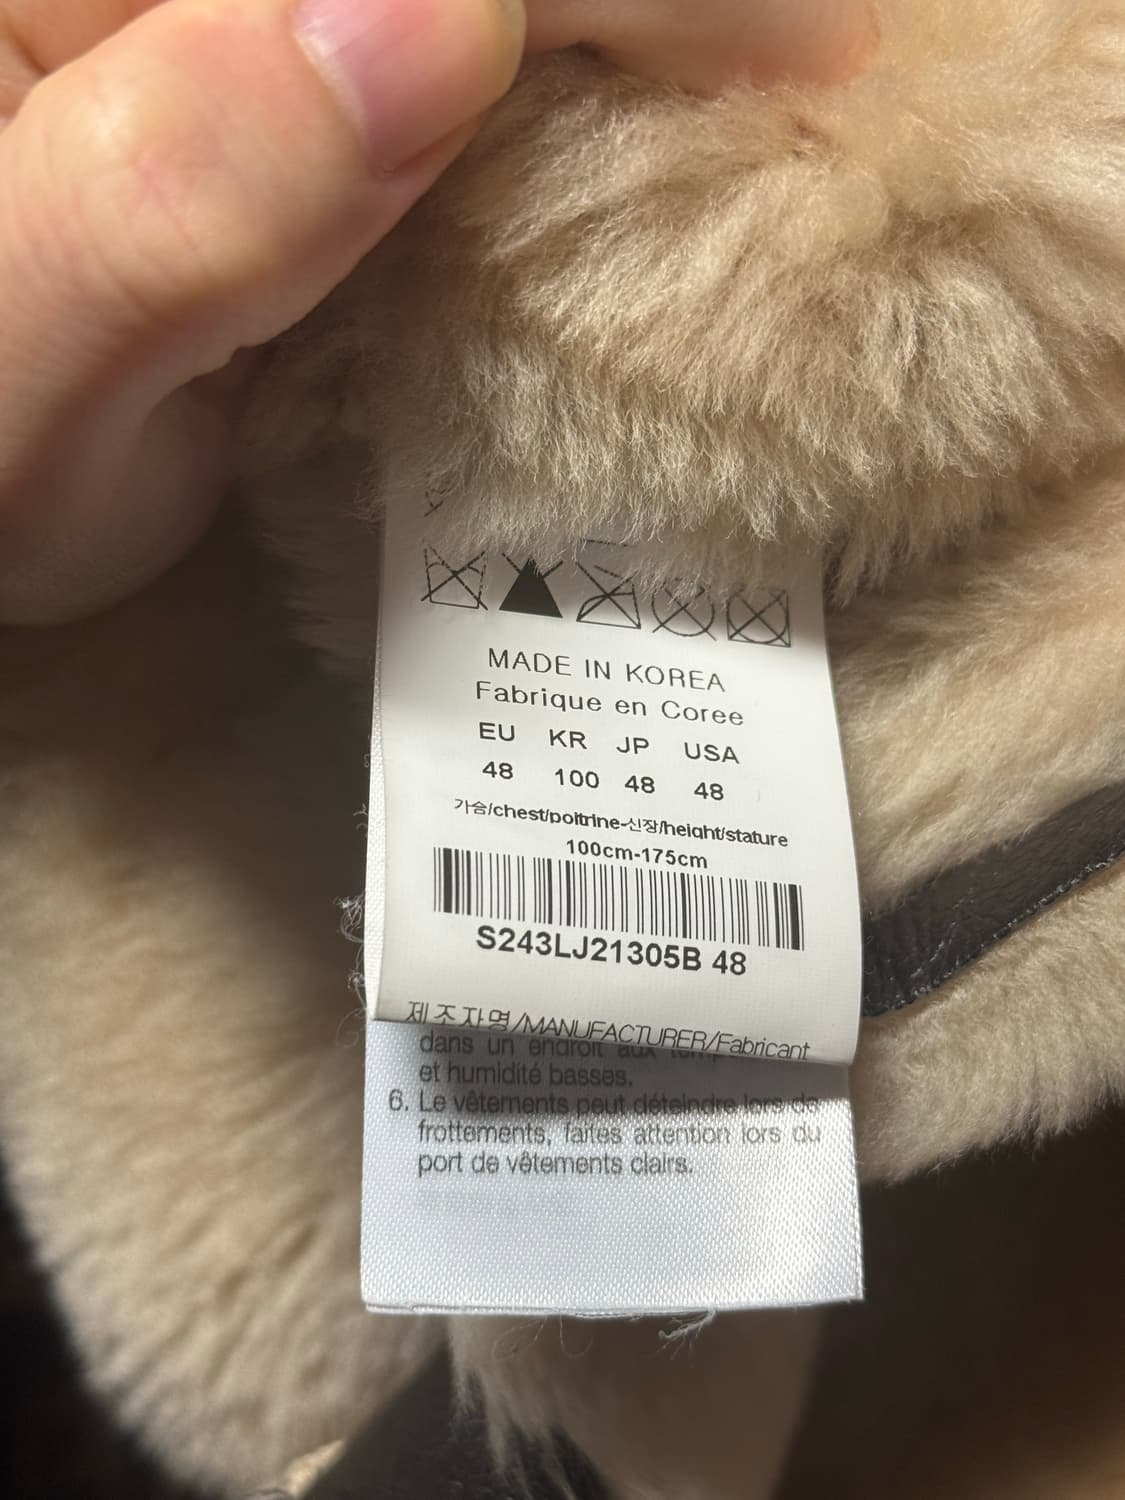 MADE IN KOREA
Fabrique en Coree
EU KR JP USA
48 100 48 48
가슴/chest/poitrine-신장/height/stature
100cm-175cm
S243LJ21305B 48
제조자명/MANUFACTURER/Fabricant
dans un endroit aux
et humidité basses.
6. Le vêtements peut déteindre lors de
frottements, faites attention lors du
port de vêtements clairs.